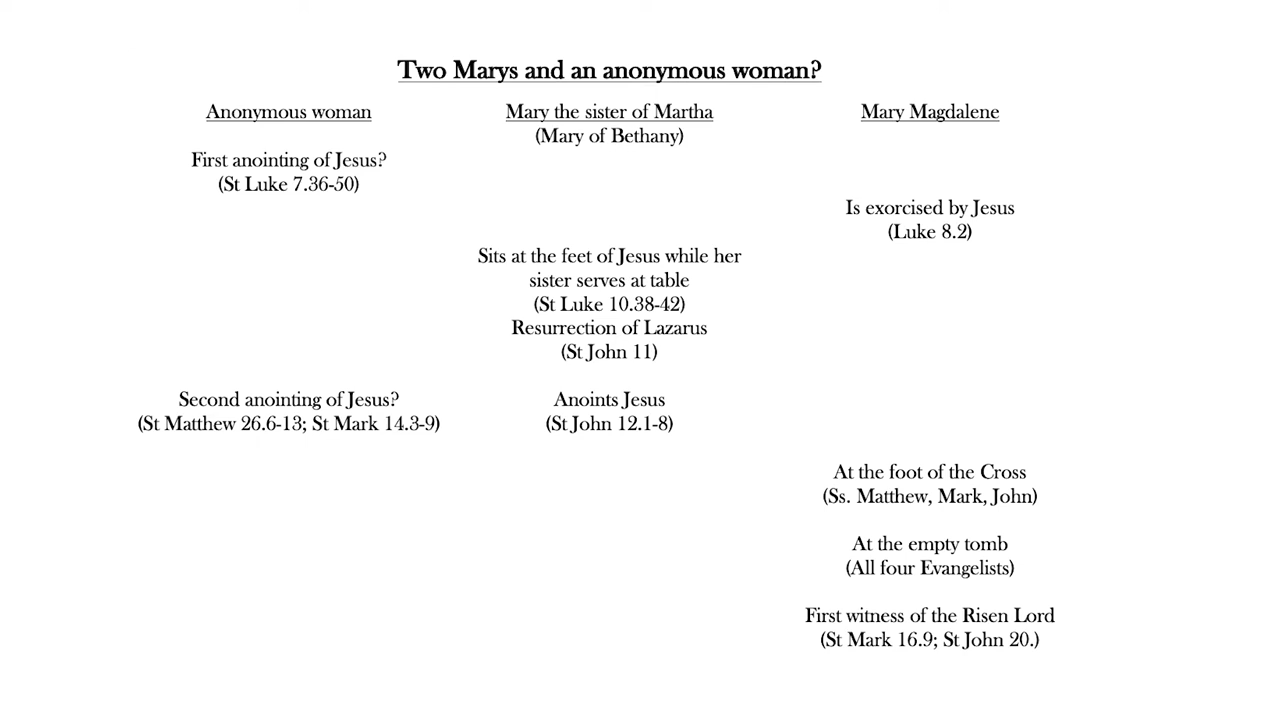 Two Marys and an anonymous woman?
Anonymous woman
Mary the sister of Martha
Mary Magdalene
(Mary of Bethany)
First anointing of Jesus?
(St Luke 7.36-50)
Is exorcised by Jesus
(Luke 8.2)
Sits at the feet of Jesus while her
sister serves at table
(St Luke 10.38-42)
Resurrection of Lazarus
(St John 11)
Second anointing of Jesus?
(St Matthew 26.6-13; St Mark 14.3-9)
Anoints Jesus
(St John 12.1-8)
At the foot of the Cross
(Ss. Matthew, Mark, John)
At the empty tomb
(All four Evangelists)
First witness of the Risen Lord
(St Mark 16.9; St John 20.)